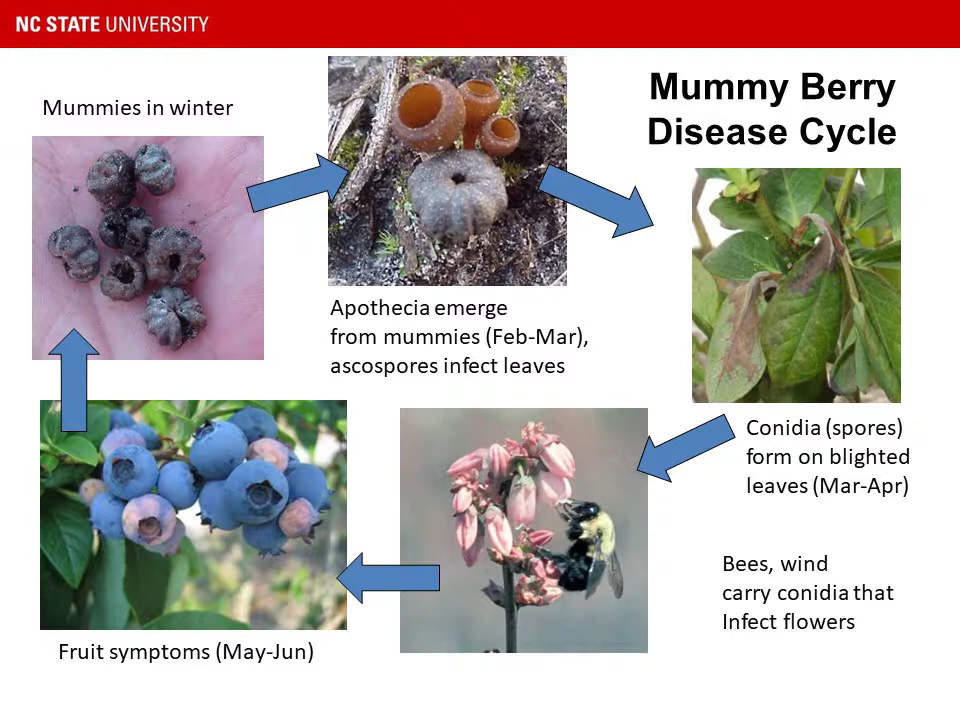 NC STATE UNIVERSITY
Mummy Berry
Disease Cycle
Mummies in winter
Apothecia emerge
from mummies (Feb-Mar),
ascospores infect leaves
Conidia (spores)
form on blighted
leaves (Mar-Apr)
Bees, wind
carry conidia that
Infect flowers
Fruit symptoms (May-Jun)